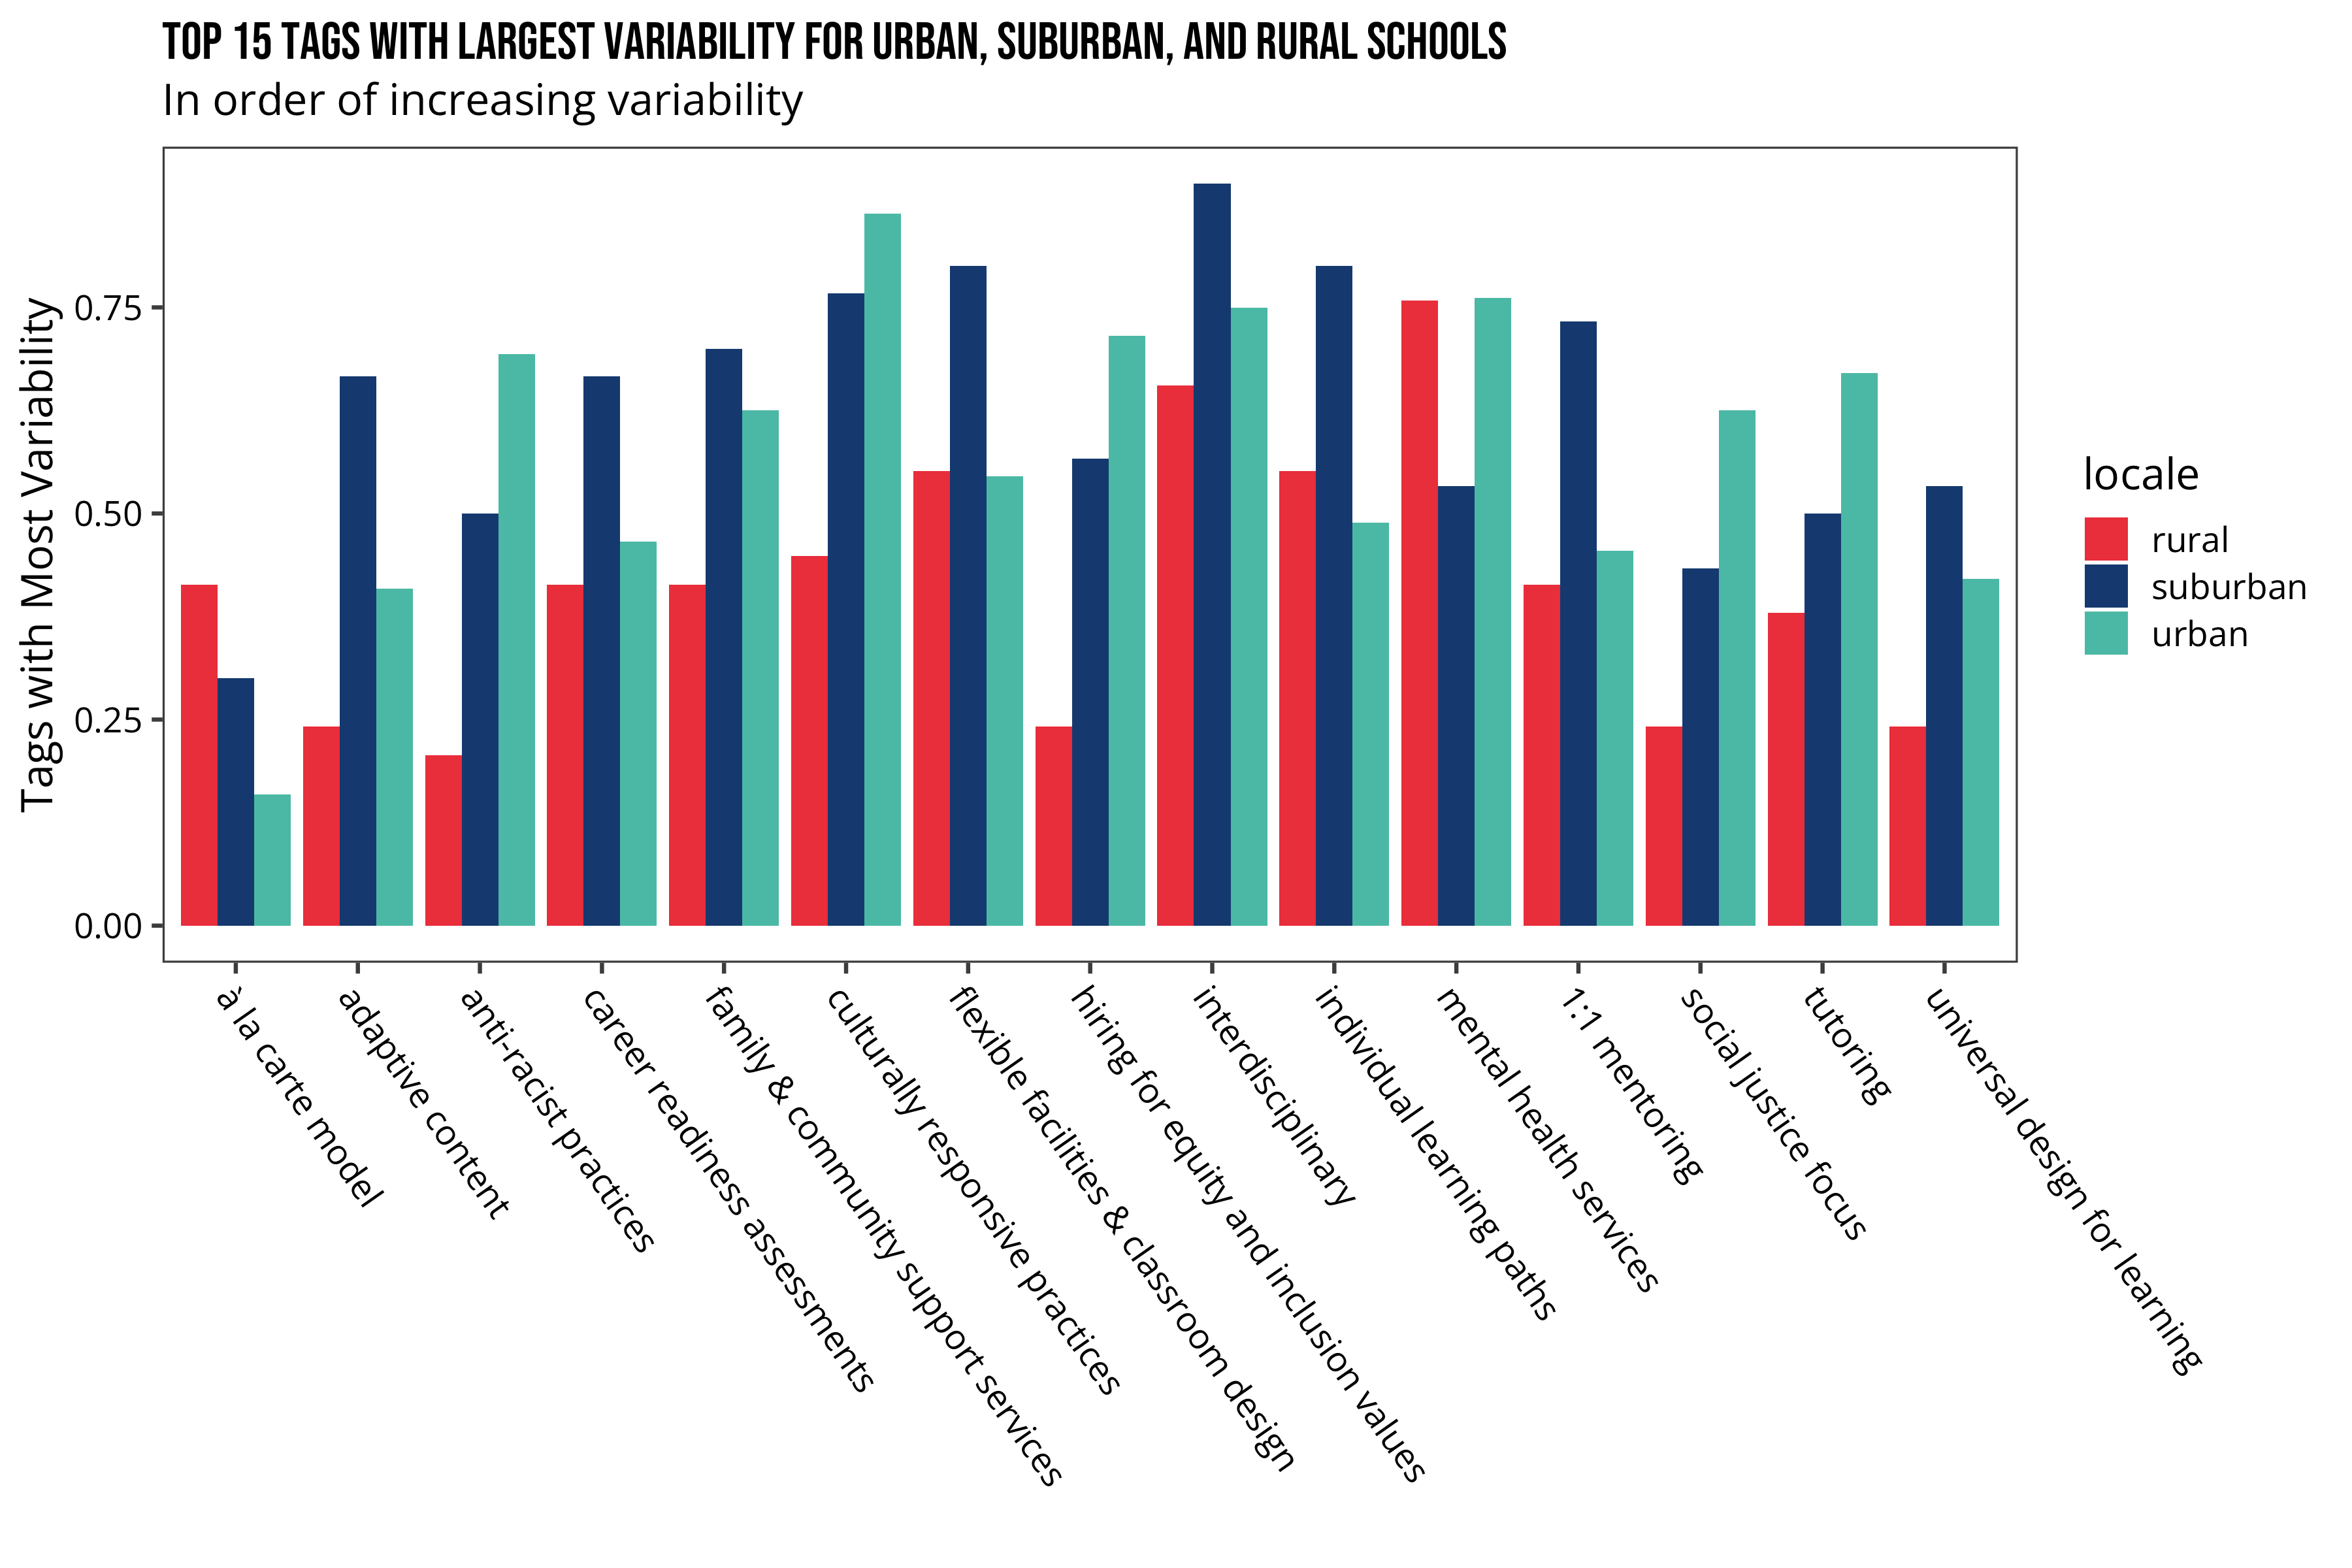 TOP 15 TAGS WITH LARGEST VARIABILITY FOR URBAN, SUBURBAN, AND RURAL SCHOOLS
In order of increasing variability
Tags with Most Variability
0.75
0.50
0.25
0.00
à la carte model
adaptive content
anti-racist practices
career readiness assessments
family & community support services
culturally responsive practices
flexible facilities & classroom design
hiring for equity and inclusion values
interdisciplinary
individual learning paths
mental health services
1:1 mentoring
social justice focus
tutoring
universal design for learning
locale
rural
suburban
urban